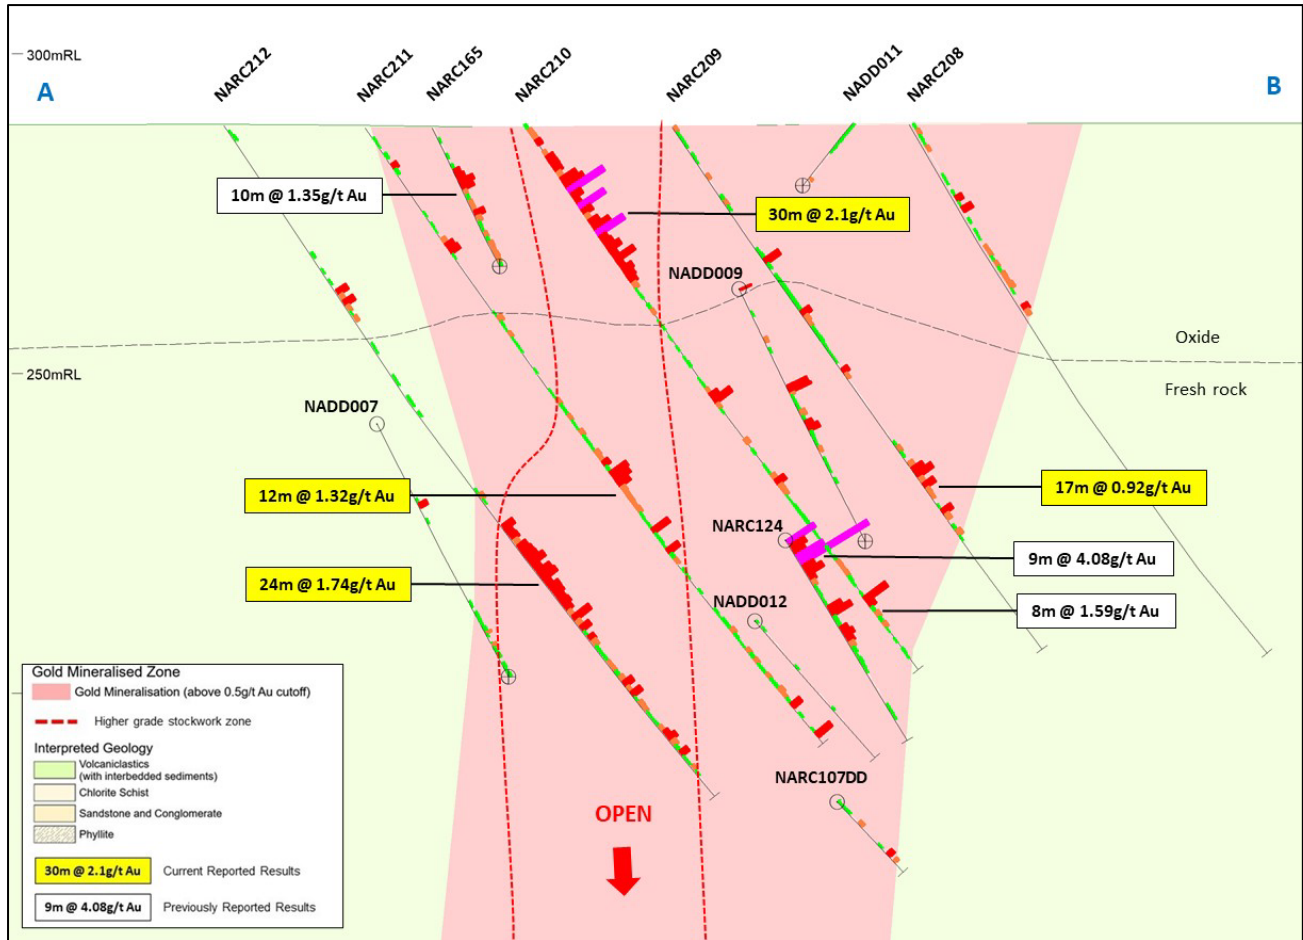 300mRL
A
NARC212
NARC211
NARC165
NARC210
NARC209
NADD011
NARC208
B
10m @ 1.35g/t Au
30m @ 2.1g/t Au
NADD009
Oxide
250mRL
Fresh rock
NADD007
12m @ 1.32g/t Au
17m @ 0.92g/t Au
NARC124
9m @ 4.08g/t Au
24m @ 1.74g/t Au
NADD012
8m @ 1.59g/t Au
NARC107DD
OPEN
Gold Mineralised Zone
Gold Mineralisation (above 0.5g/t Au cutoff)
Higher grade stockwork zone
Interpreted Geology
Volcaniclastics
(with interbedded sediments)
Chlorite Schist
Sandstone and Conglomerate
Phyllite
30m @ 2.1g/t Au Current Reported Results
9m @ 4.08g/t Au Previously Reported Results